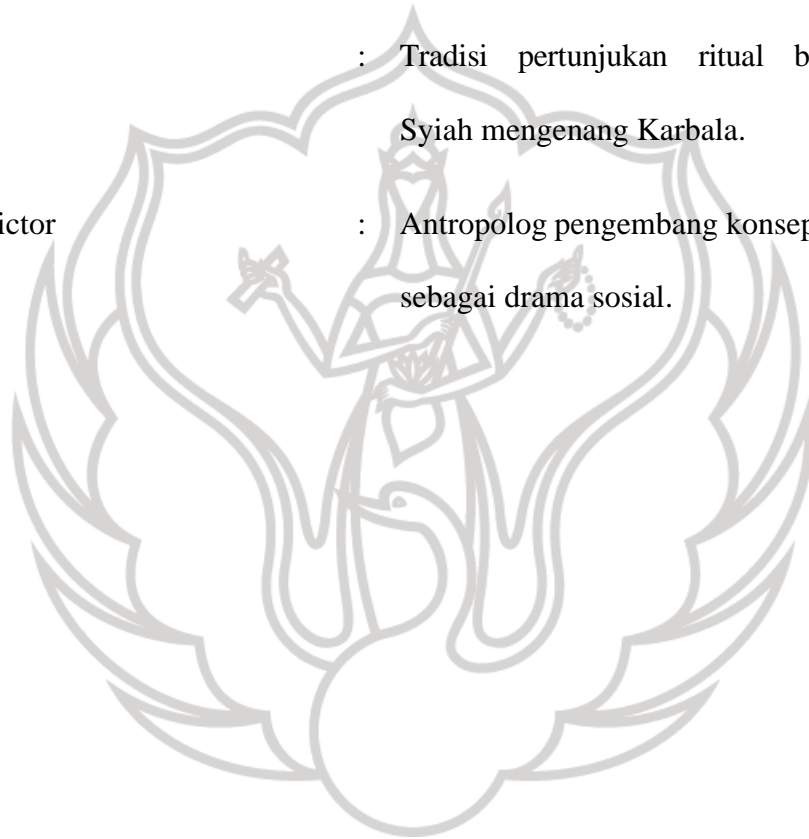 : Tradisi pertunjukan ritual b
Syiah mengenang Karbala.
ictor : Antropolog pengembang konsep
sebagai drama sosial.